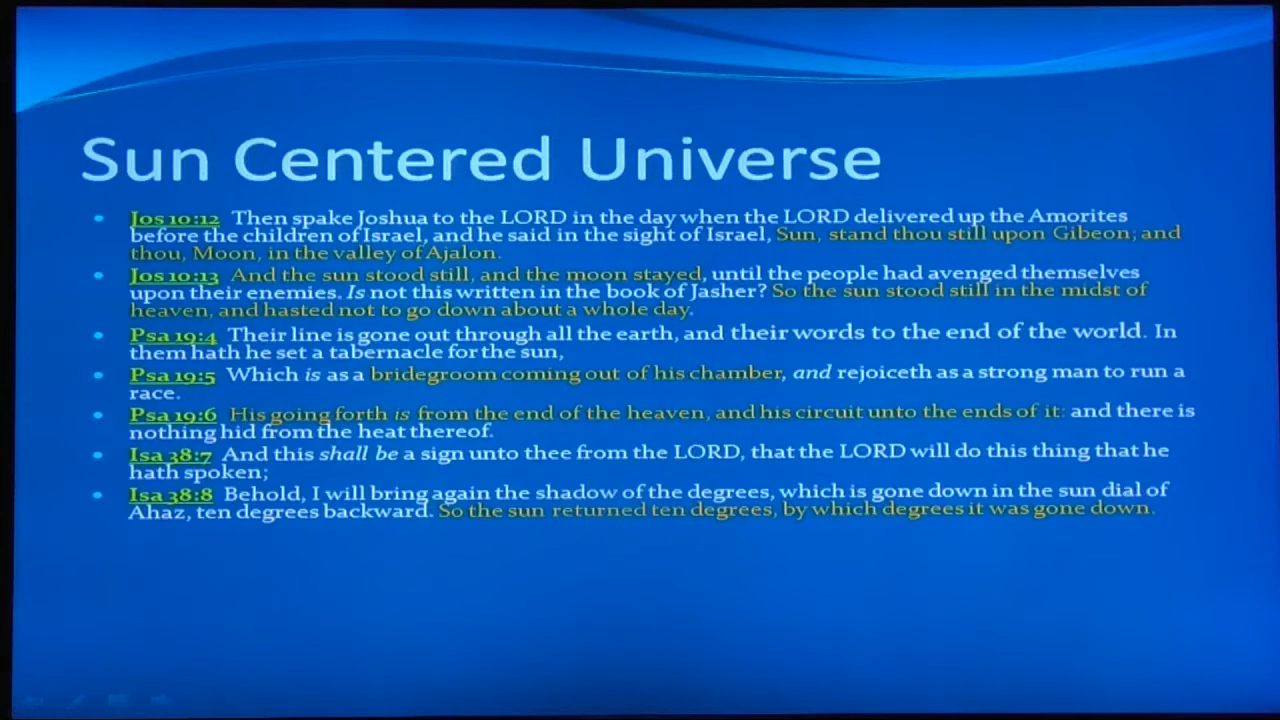 Sun Centered Universe
Jos 10:12 Then spake Joshua to the LORD in the day when the LORD delivered up the Amorites
before the children of Israel, and he said in the sight of Israel, Sun, stand thou still upon Gibeon; and
thou, Moon, in the valley of Ajalon.
Jos 10:13 And the sun stood still, and the moon stayed, until the people had avenged themselves
upon their enemies. Is not this written in the book of Jasher? So the sun stood still in the midst of
heaven, and hasted not to go down about a whole day.
Psa 19:4 Their line is gone out through all the earth, and their words to the end of the world. In
them hath he set a tabernacle for the sun,
Psa 19:5 Which is as a bridegroom coming out of his chamber, and rejoiceth as a strong man to run a
race.
Psa 19:6 His going forth is from the end of the heaven, and his circuit unto the ends of it: and there is
nothing hid from the heat thereof.
Isa 38:7 And this shall be a sign unto thee from the LORD, that the LORD will do this thing that he
hath spoken;
Isa 38:8 Behold, I will bring again the shadow of the degrees, which is gone down in the sun dial of
Ahaz, ten degrees backward. So the sun returned ten degrees, by which degrees it was gone down.